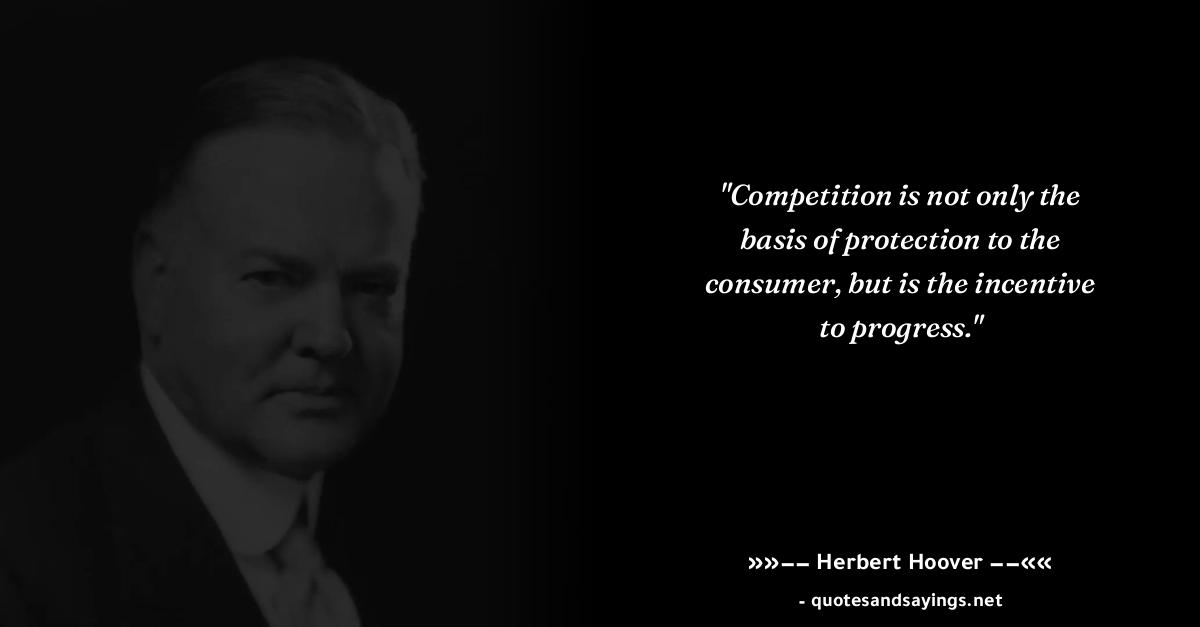 "Competition is not only the
basis of protection to the
consumer, but is the incentive
to progress."
»»−− Herbert Hoover −−««
- quotesandsayings.net